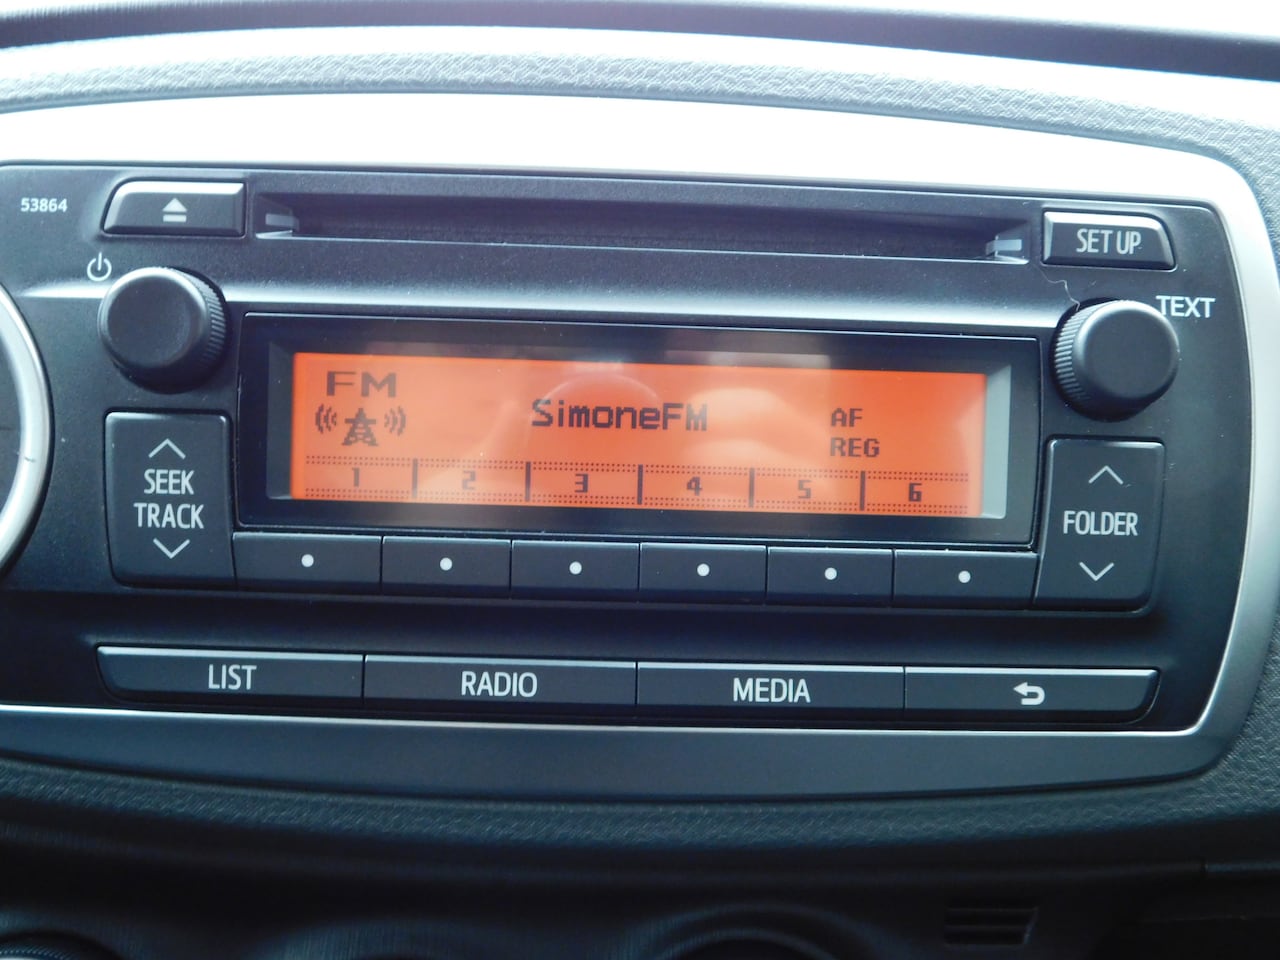 53864
SET UP
TEXT
FM
SimoneFM
AF
REG
1 2 3 4 5 6
SEEK
TRACK
FOLDER
LIST RADIO MEDIA